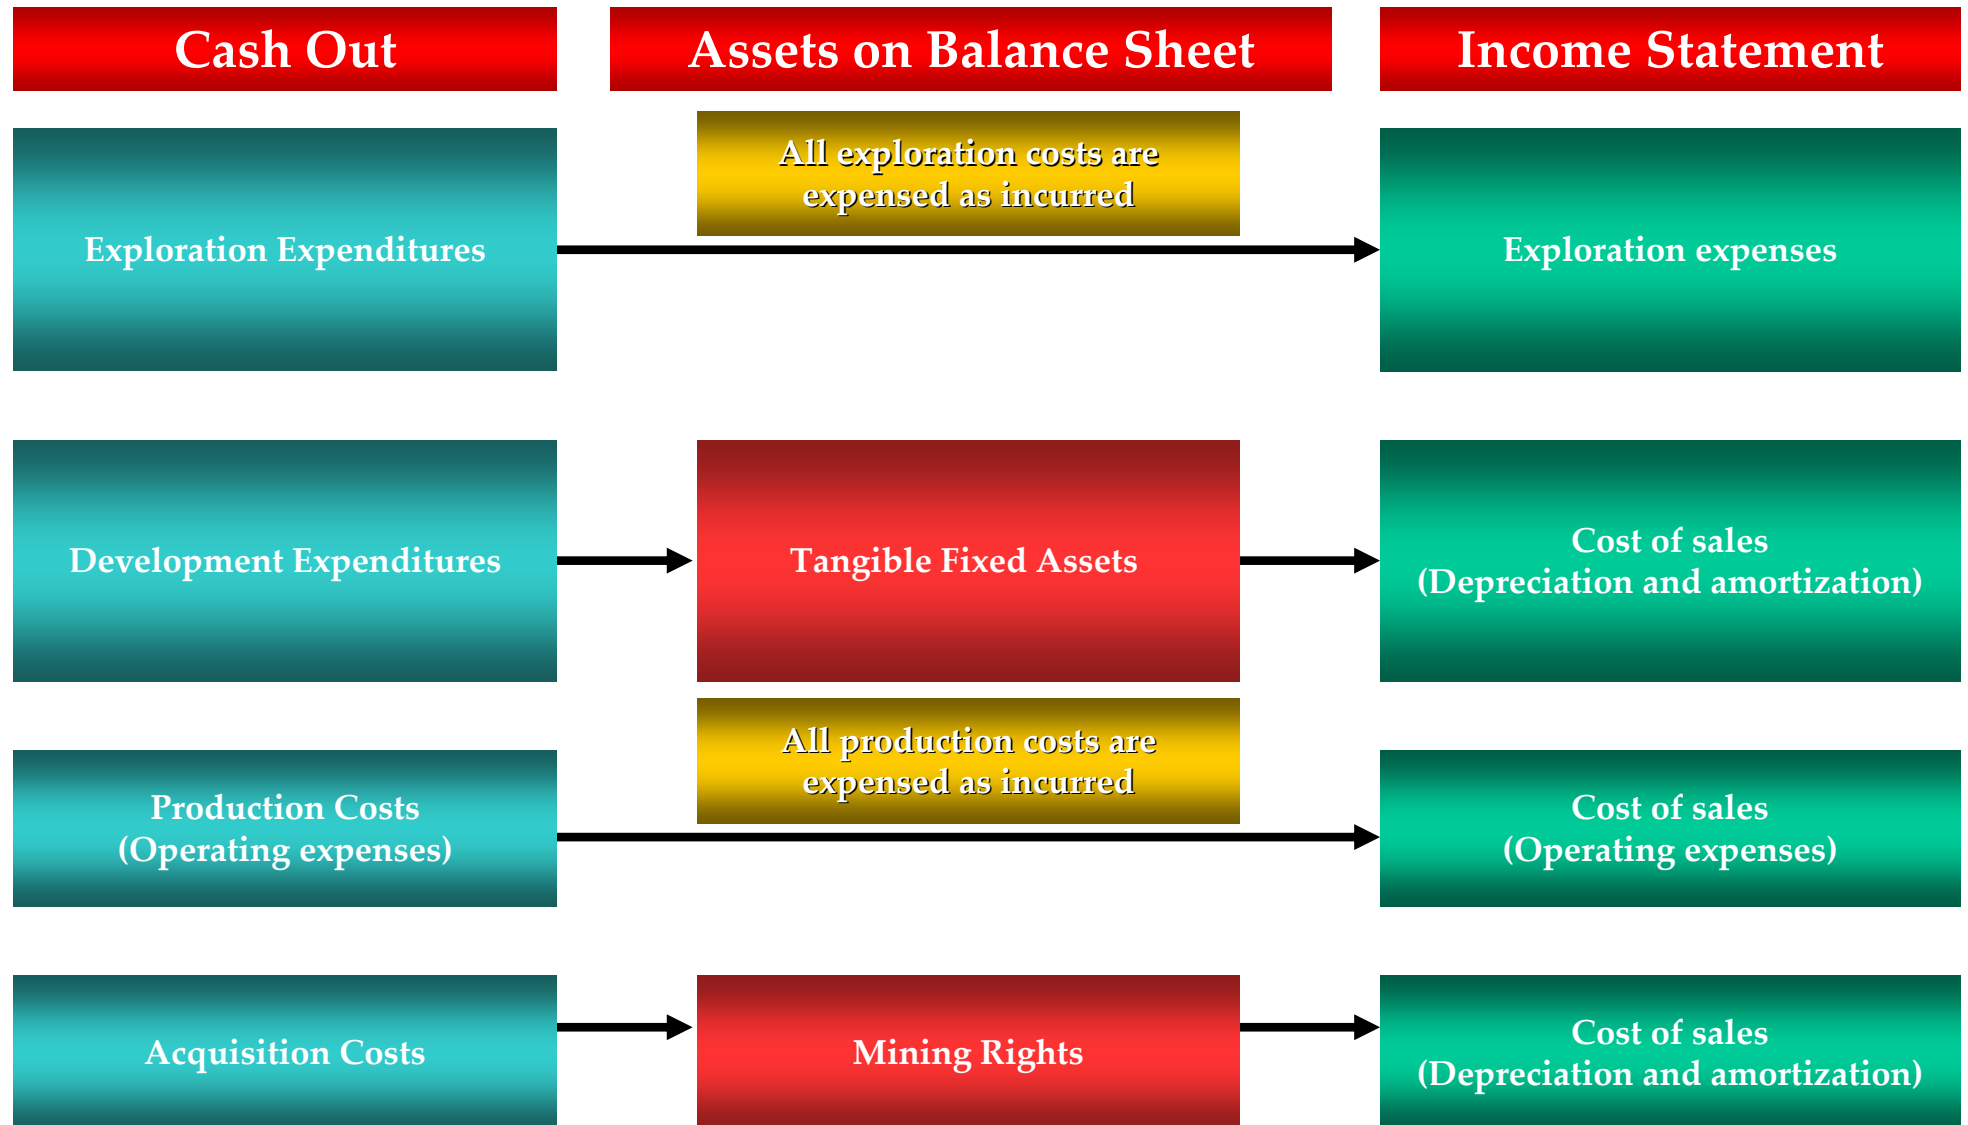 Cash Out
Assets on Balance Sheet
Income Statement
All exploration costs are
expensed as incurred
Exploration Expenditures
Exploration expenses
Development Expenditures
Tangible Fixed Assets
Cost of sales
(Depreciation and amortization)
All production costs are
expensed as incurred
Production Costs
(Operating expenses)
Cost of sales
(Operating expenses)
Acquisition Costs
Mining Rights
Cost of sales
(Depreciation and amortization)